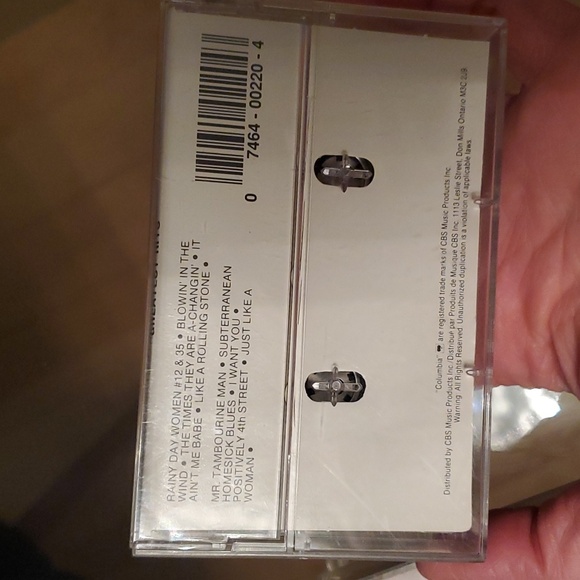 GREATEST HITS
RAINY DAY WOMEN #12 & 35 • BLOWIN' IN THE
WIND • THE TIMES THEY ARE A-CHANGIN' • IT
AIN'T ME BABE • LIKE A ROLLING STONE •
MR. TAMBOURINE MAN • SUBTERRANEAN
HOMESICK BLUES • I WANT YOU •
POSITIVELY 4th STREET • JUST LIKE A
WOMAN •
0 7464-00220-4
"Columbia" are registered trade marks of CBS Music Products Inc
Distributed by CBS Music Products Inc./Distribué par Produits de Musique CBS Inc. 1113 Leslie Street, Don Mills Ontario M3C 2J9
Warning: All Rights Reserved. Unauthorized duplication is a violation of applicable laws